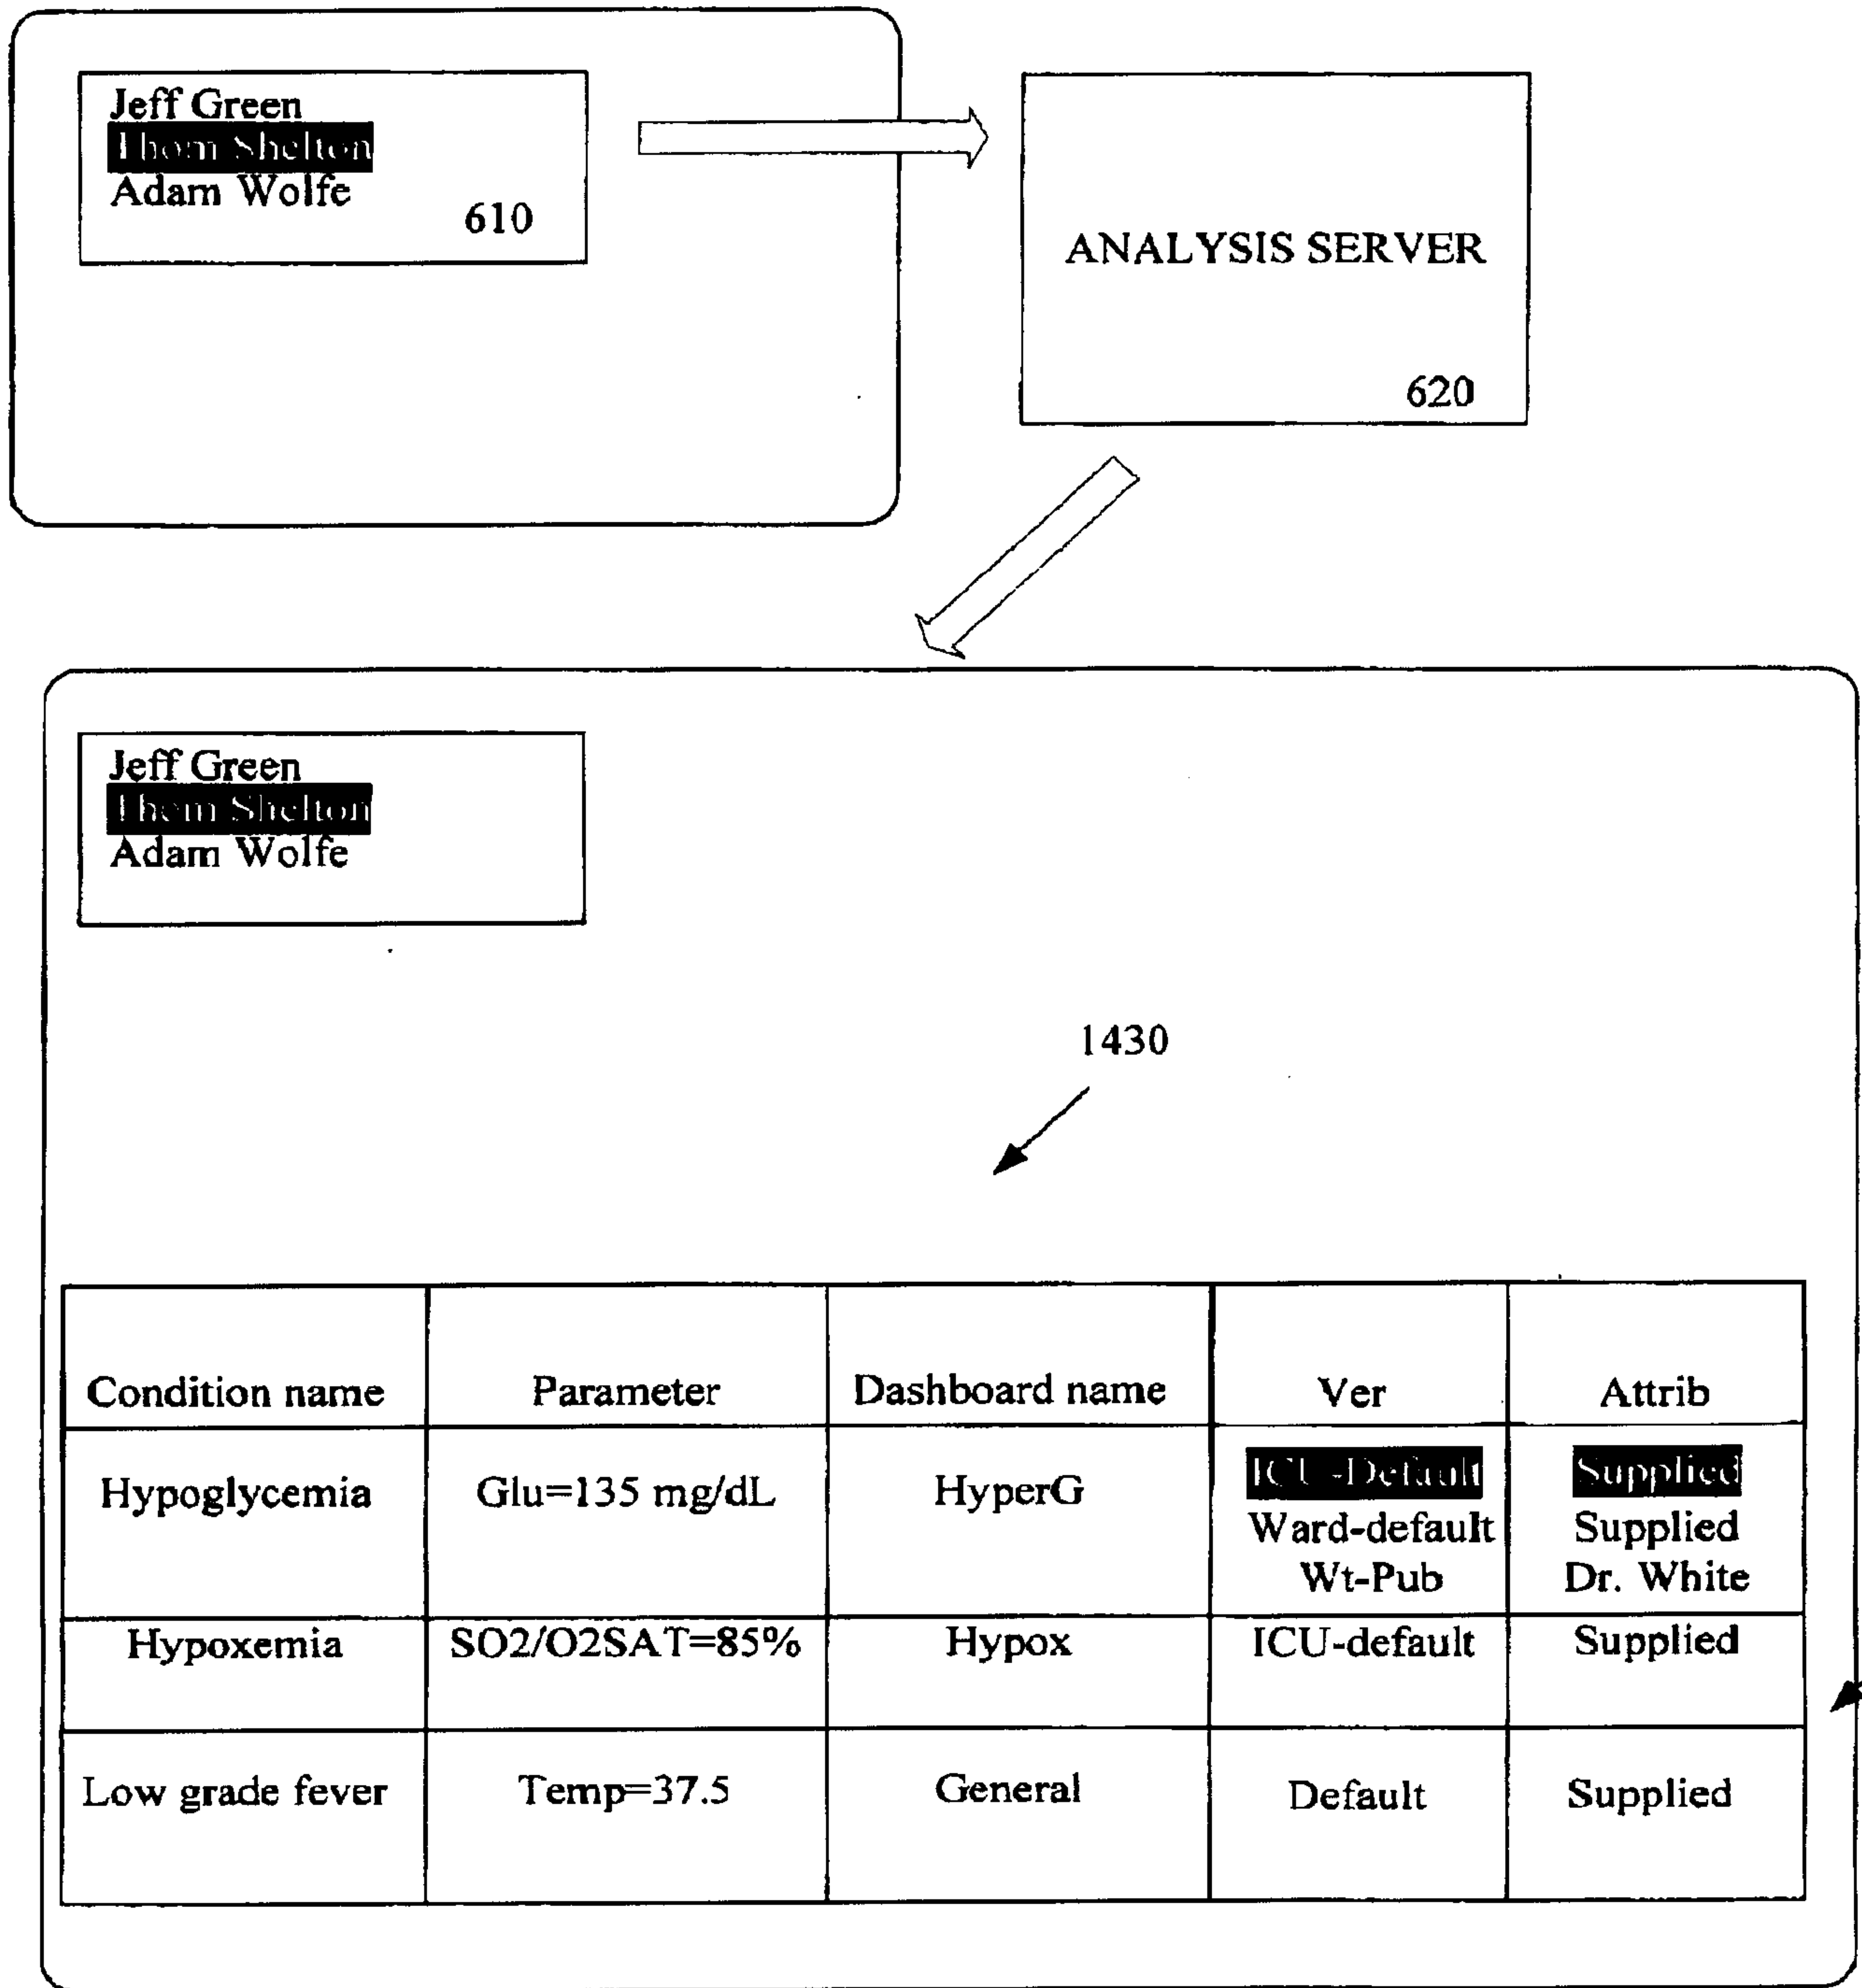 Jeff Green
Thom Shelton
Adam Wolfe
610
ANALYSIS SERVER
620
Jeff Green
Thom Shelton
Adam Wolfe
1430
Condition name Parameter Dashboard name Ver Attrib
Hypoglycemia Glu=135 mg/dL HyperG ICU-Default Supplied
Ward-default Supplied
Wt-Pub Dr. White
Hypoxemia SO2/O2SAT=85% Hypox ICU-default Supplied
Low grade fever Temp=37.5 General Default Supplied